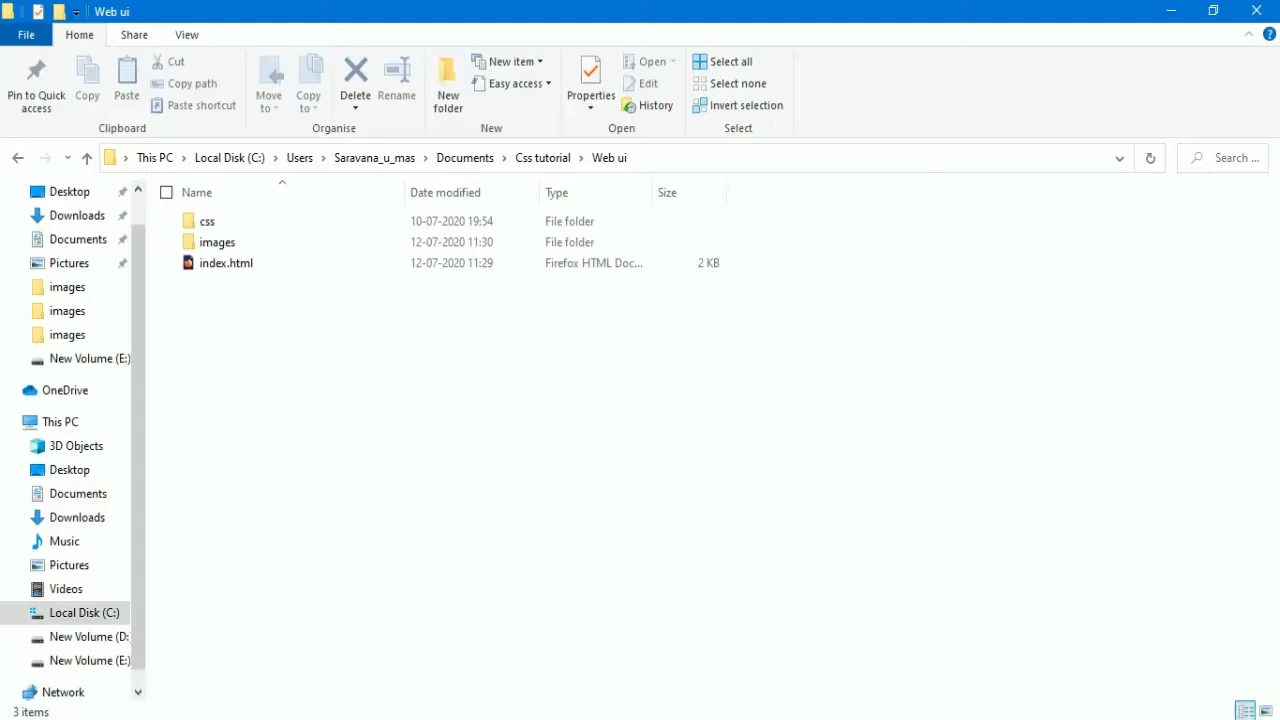 Web ui
File Home Share View
Pin to Quick access
Copy
Paste
Cut
Copy path
Paste shortcut
Clipboard
Move to
Copy to
Delete
Rename
Organise
New folder
New item
Easy access
New
Properties
Open
Edit
History
Open
Select all
Select none
Invert selection
Select
This PC > Local Disk (C:) > Users > Saravana_u_mas > Documents > Css tutorial > Web ui
Search ...
Desktop
Downloads
Documents
Pictures
images
images
images
New Volume (E:)
OneDrive
This PC
3D Objects
Desktop
Documents
Downloads
Music
Pictures
Videos
Local Disk (C:)
New Volume (D:
New Volume (E:)
Network
Name Date modified Type Size
css 10-07-2020 19:54 File folder
images 12-07-2020 11:30 File folder
index.html 12-07-2020 11:29 Firefox HTML Doc... 2 KB
3 items